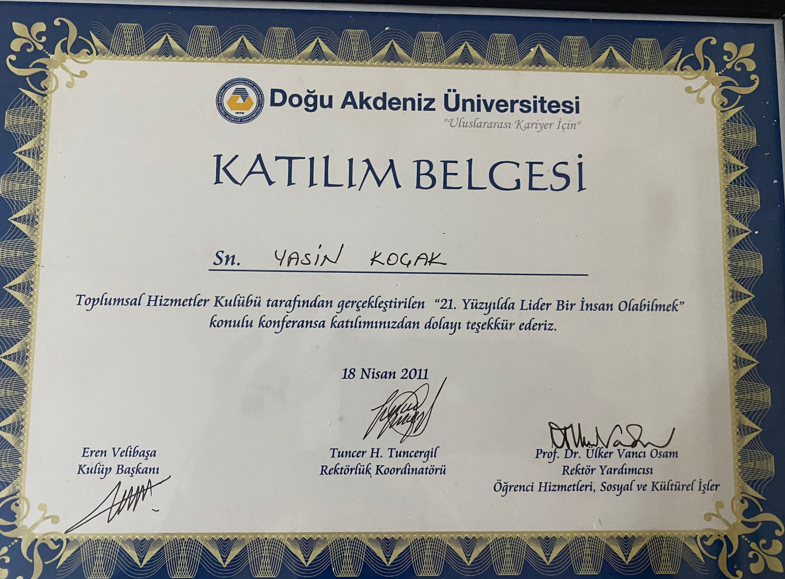 Doğu Akdeniz Üniversitesi
"Uluslararası Kariyer İçin"
KATILIM BELGESİ
Sn. YASİN KOÇAK
Toplumsal Hizmetler Kulübü tarafından gerçekleştirilen "21. Yüzyılda Lider Bir İnsan Olabilmek"
konulu konferansa katılımınızdan dolayı teşekkür ederiz.
18 Nisan 2011
Eren Velibaşa
Kulüp Başkanı
Tuncer H. Tuncergil
Rektörlük Koordinatörü
Prof. Dr. Ülker Vancı Osam
Rektör Yardımcısı
Öğrenci Hizmetleri, Sosyal ve Kültürel İşler